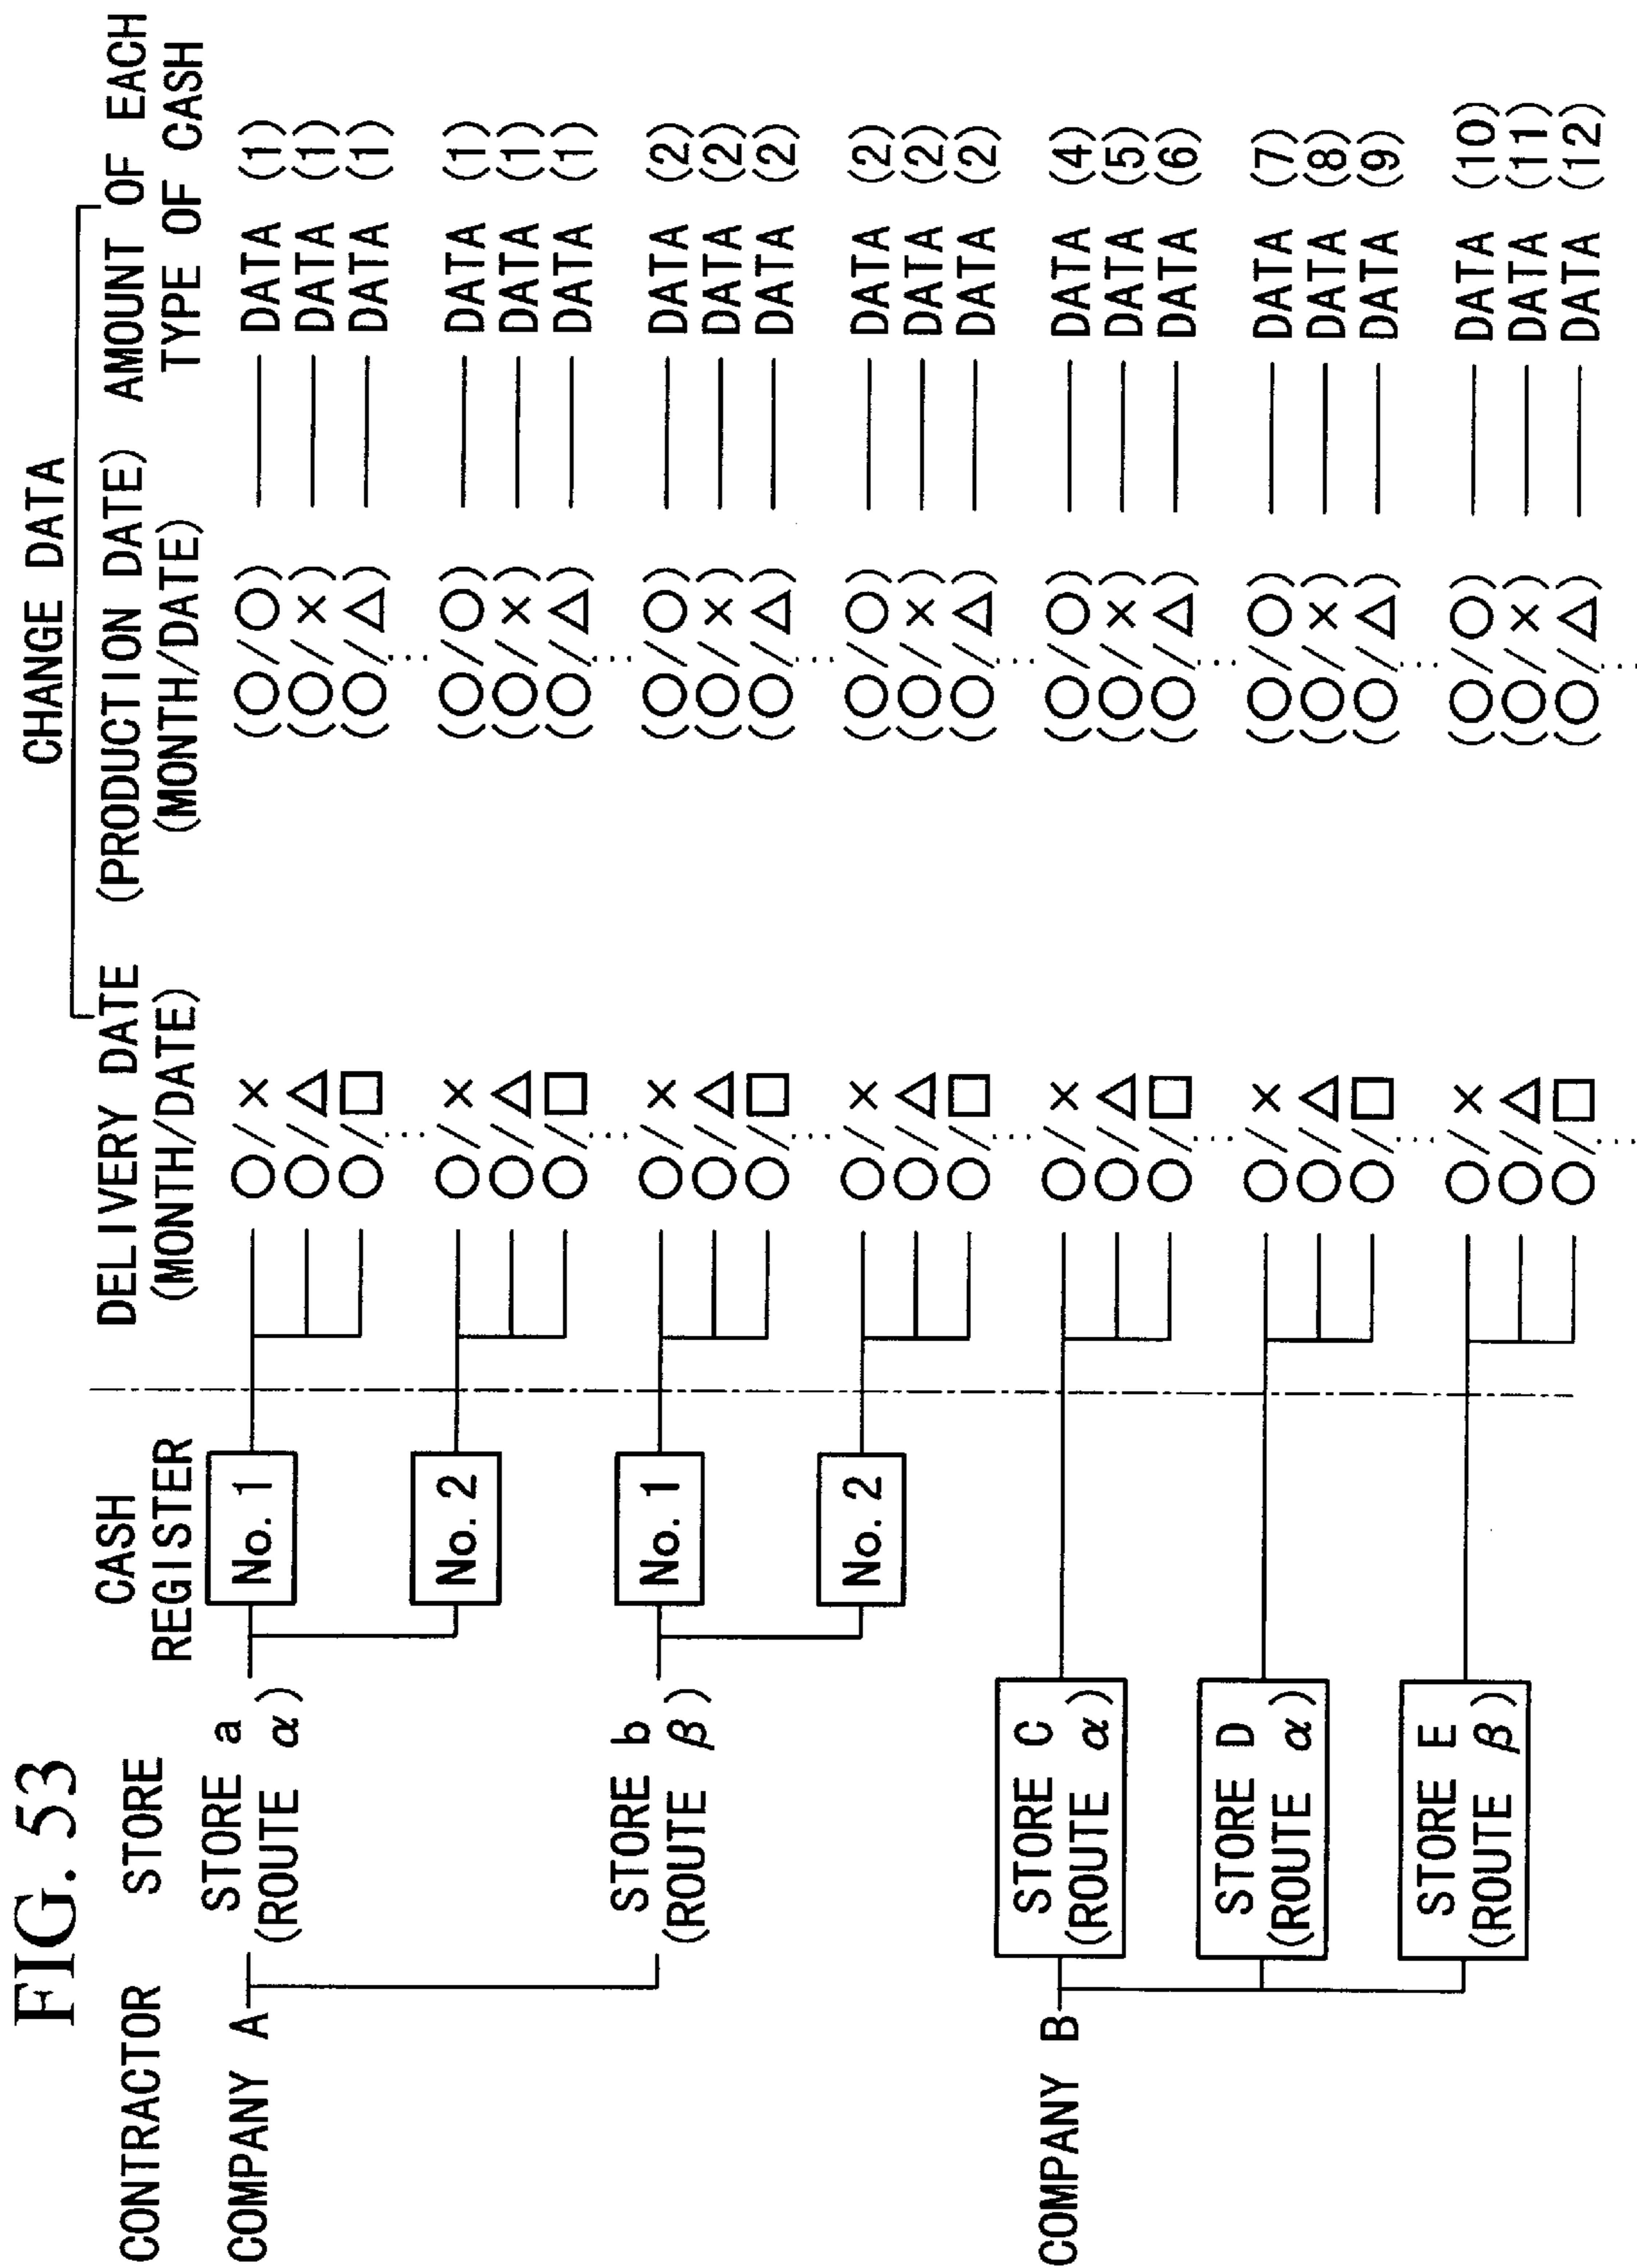 FIG. 53
CHANGE DATA
CONTRACTOR STORE CASH REGISTER DELIVERY DATE (MONTH/DATE) (PRODUCTION DATE) (MONTH/DATE) AMOUNT OF EACH TYPE OF CASH
COMPANY A
STORE a
(ROUTE α)
No. 1
○/× (○/○) DATA (1)
○/△ (○/×) DATA (1)
○/□ (○/△) DATA (1)
No. 2
○/× (○/○) DATA (1)
○/△ (○/×) DATA (1)
○/□ (○/△) DATA (1)
STORE b
(ROUTE β)
No. 1
○/× (○/○) DATA (2)
○/△ (○/×) DATA (2)
○/□ (○/△) DATA (2)
No. 2
○/× (○/○) DATA (2)
○/△ (○/×) DATA (2)
○/□ (○/△) DATA (2)
COMPANY B
STORE C
(ROUTE α)
○/× (○/○) DATA (4)
○/△ (○/×) DATA (5)
○/□ (○/△) DATA (6)
STORE D
(ROUTE α)
○/× (○/○) DATA (7)
○/△ (○/×) DATA (8)
○/□ (○/△) DATA (9)
STORE E
(ROUTE β)
○/× (○/○) DATA (10)
○/△ (○/×) DATA (11)
○/□ (○/△) DATA (12)